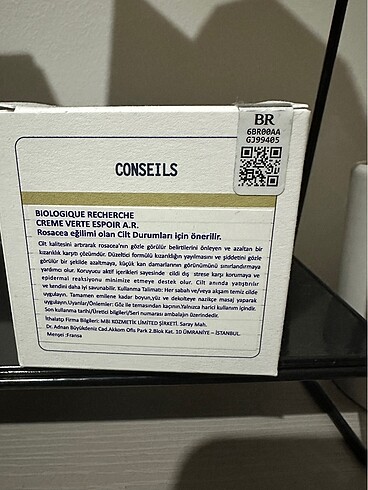 BR
6BR00AA
GJ99405
CONSEILS
BIOLOGIQUE RECHERCHE
CREME VERTE ESPOIR A.R.
Rosacea eğilimi olan Cilt Durumları için önerilir.
Cilt kalitesini artırarak rosacea'nın gözle görülür belirtilerini önleyen ve azaltan bir
kızarıklık karşıtı çözümdür. Düzeltici formülü kızarıklığın yayılmasını ve şiddetini gözle
görülür bir şekilde azaltmaya, küçük kan damarlarının görünümünü sınırlandırmaya
yardımcı olur. Koruyucu aktif içerikleri sayesinde cildi dış strese karşı korumaya ve
epidermal reaksiyonu minimize etmeye destek olur. Cilt anında yatıştırılır
ve kendini daha iyi savunabilir. Kullanma Talimatı: Her sabah ve/veya akşam temiz cilde
uygulayın. Tamamen emilene kadar boyun,yüz ve dekolteye nazikçe masaj yaparak
uygulayın.Uyarılar/Önlemler: Göz ile temasından kaçının.Yalnızca harici kullanım içindir.
Son kullanma tarihi/Üretici bilgileri/Seri numarası ambalajın üzerindedir.
İthalatçı Firma Bilgileri: MBI KOZMETİK LİMİTED ŞİRKETİ. Saray Mah.
Dr. Adnan Büyükdeniz Cad.Akkom Ofis Park 2.Blok Kat. 10 ÜMRANİYE – İSTANBUL.
Menşei :Fransa